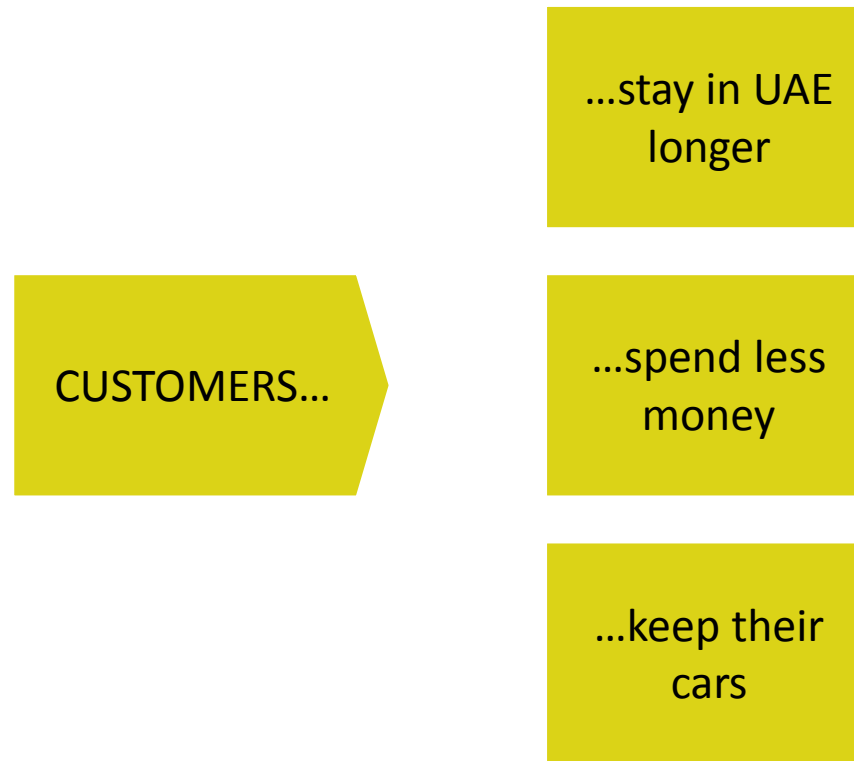 CUSTOMERS…
…stay in UAE
longer
…spend less
money
…keep their
cars